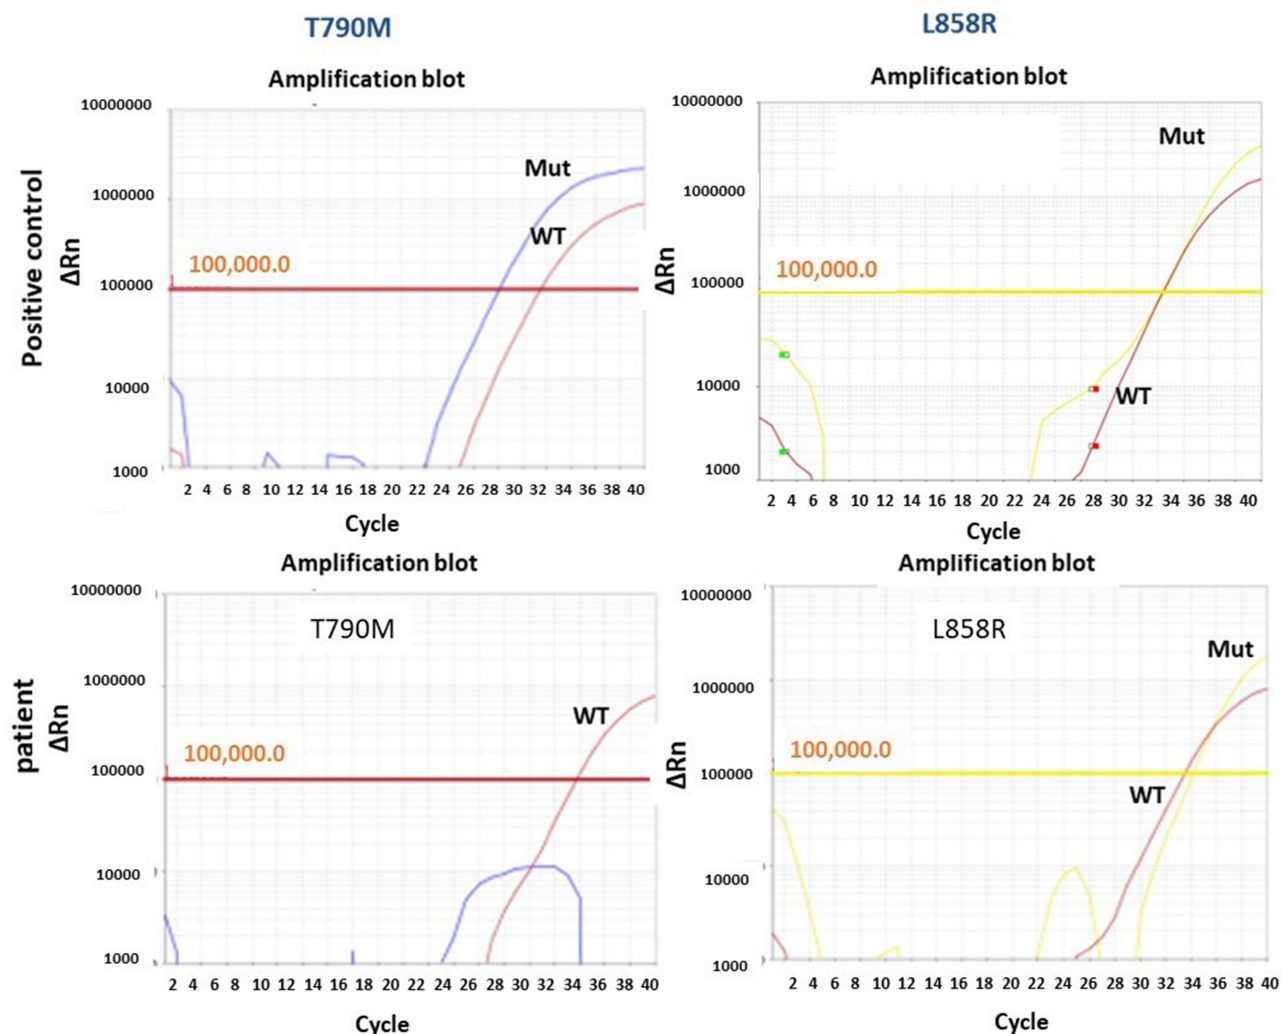 T790M
L858R
Amplification blot
Amplification blot
Positive control
ΔRn
10000000
1000000
100000
10000
1000
100,000.0
Mut
WT
2 4 6 8 10 12 14 16 18 20 22 24 26 28 30 32 34 36 38 40
Cycle
ΔRn
10000000
1000000
100000
10000
1000
100,000.0
Mut
WT
2 4 6 8 10 12 14 16 18 20 22 24 26 28 30 32 34 36 38 40
Cycle
Amplification blot
Amplification blot
patient
ΔRn
10000000
1000000
100000
10000
1000
T790M
100,000.0
WT
2 4 6 8 10 12 14 16 18 20 22 24 26 28 30 32 34 36 38 40
Cycle
ΔRn
10000000
1000000
100000
10000
1000
L858R
100,000.0
Mut
WT
2 4 6 8 10 12 14 16 18 20 22 24 26 28 30 32 34 36 38 40
Cycle